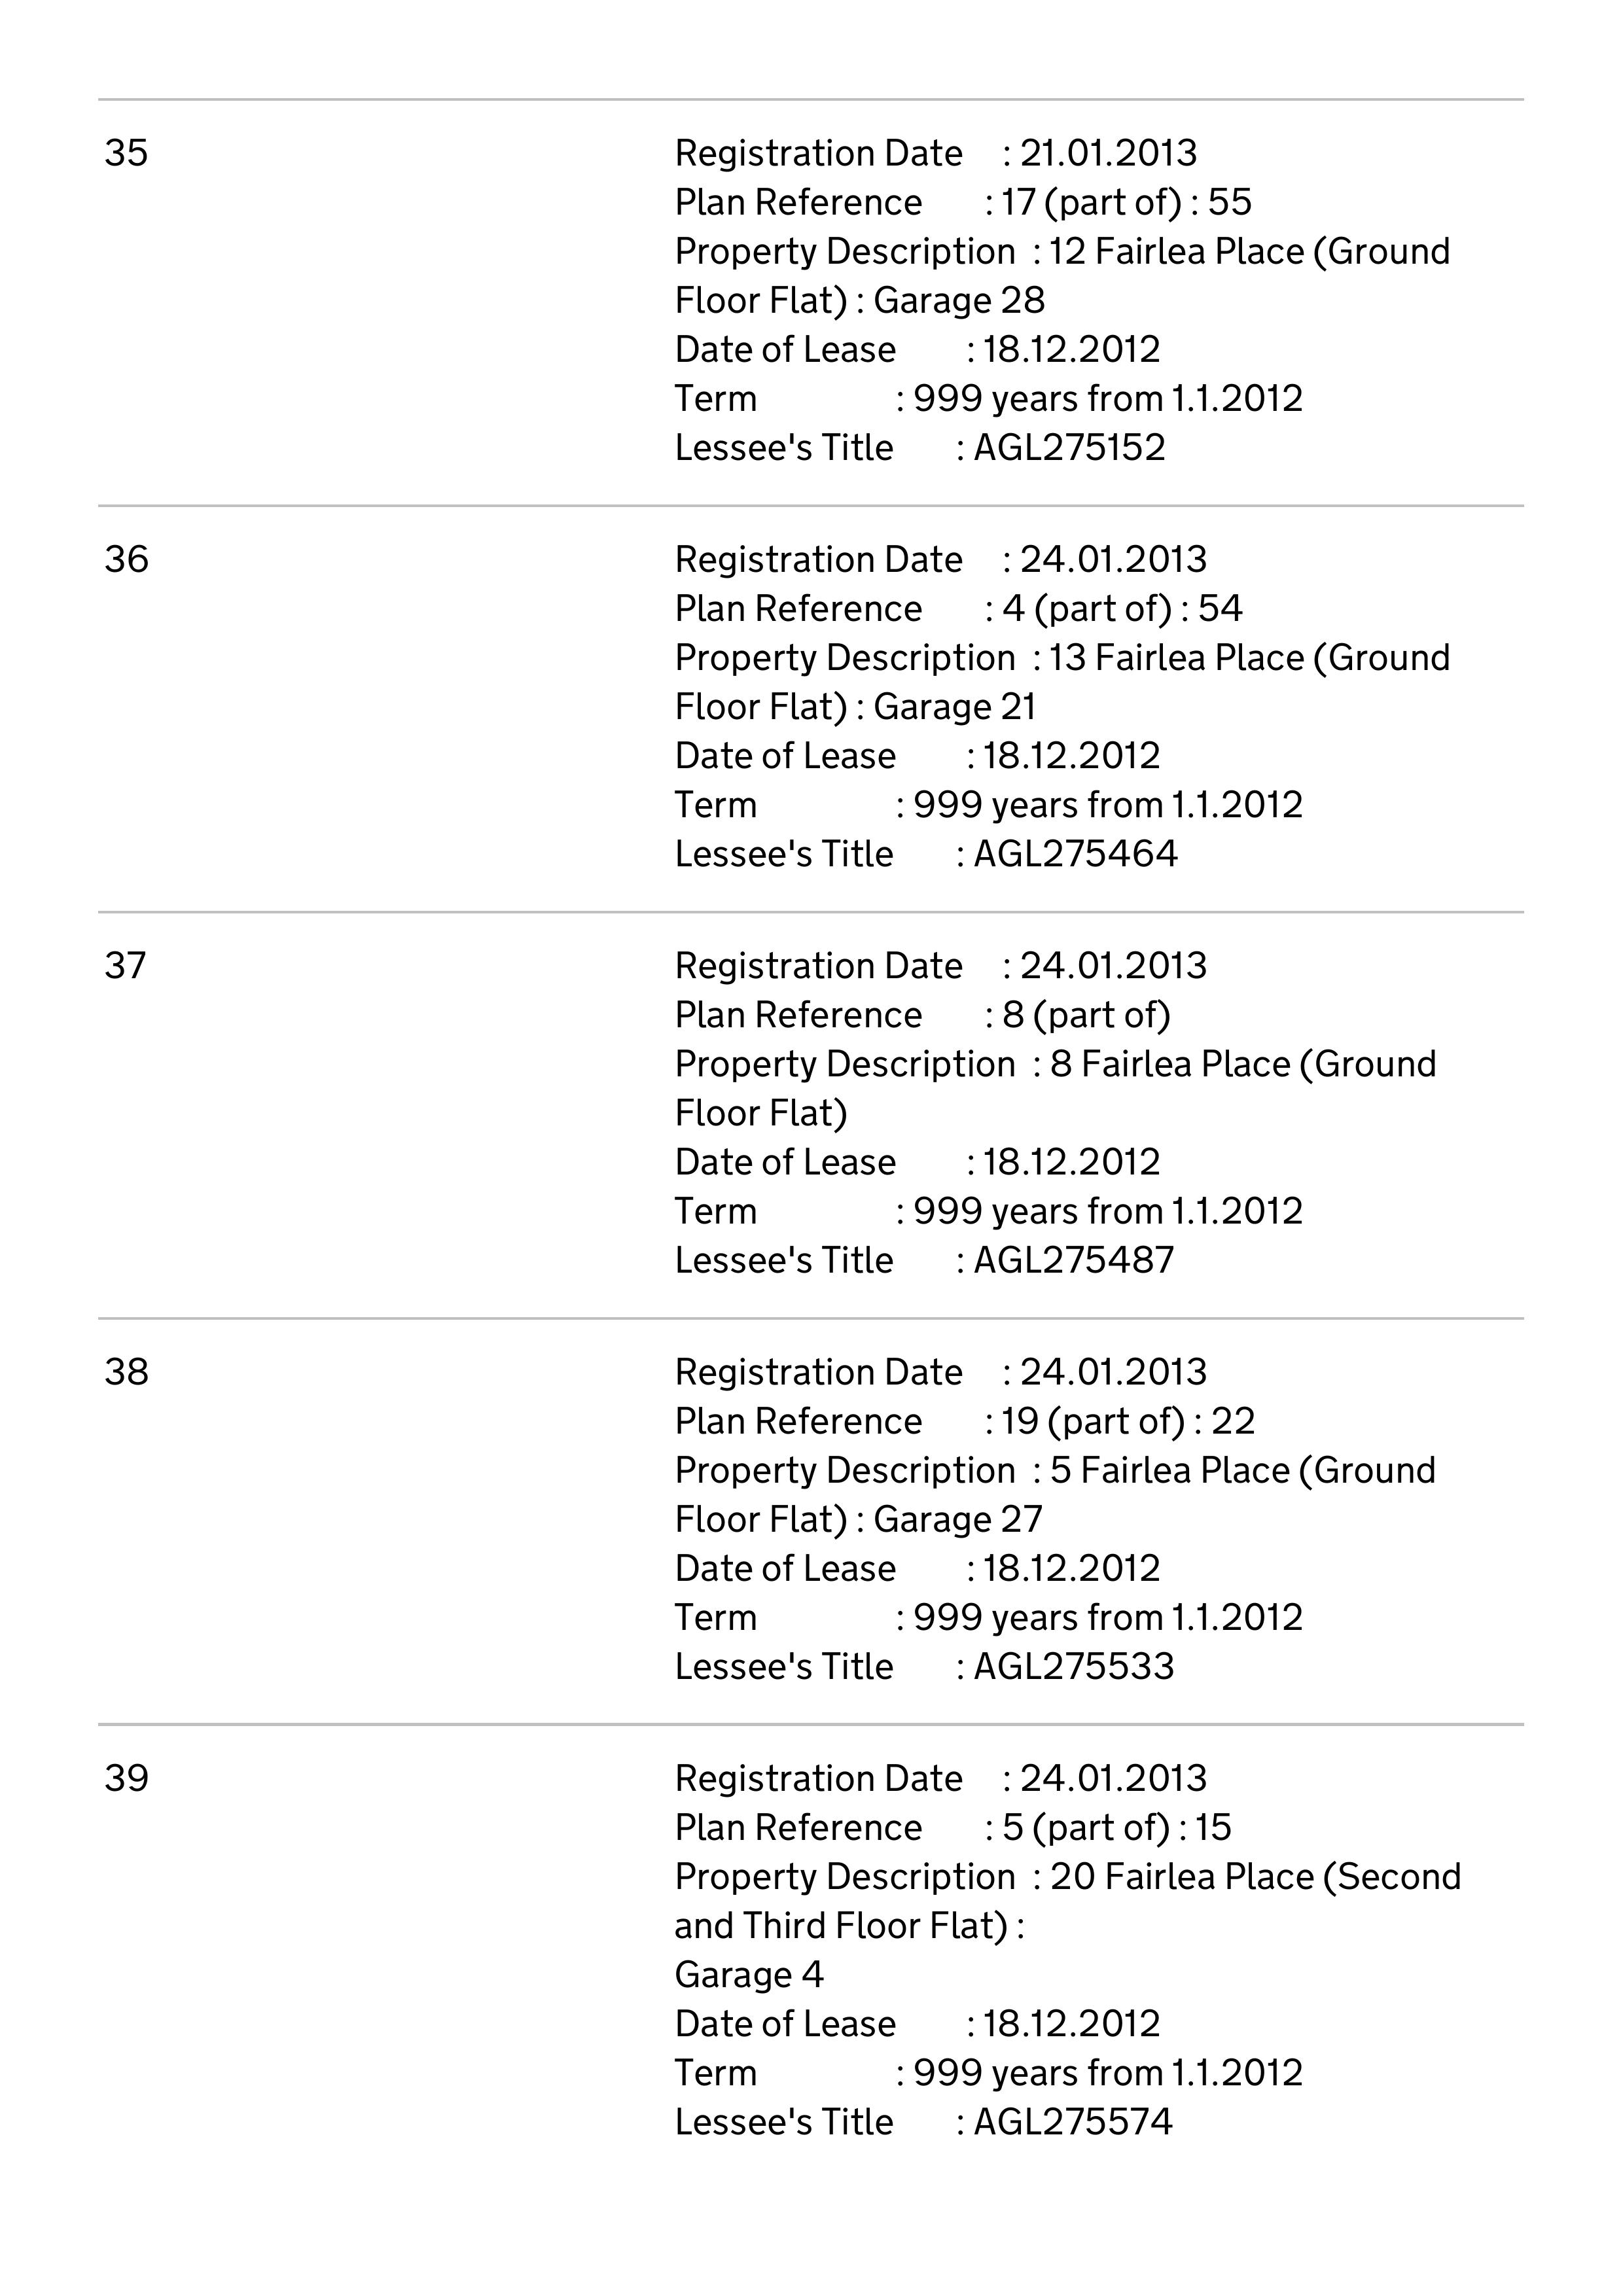 35
Registration Date : 21.01.2013
Plan Reference : 17 (part of) : 55
Property Description : 12 Fairlea Place (Ground
Floor Flat) : Garage 28
Date of Lease : 18.12.2012
Term : 999 years from 1.1.2012
Lessee's Title : AGL275152
36
Registration Date : 24.01.2013
Plan Reference : 4 (part of) : 54
Property Description : 13 Fairlea Place (Ground
Floor Flat) : Garage 21
Date of Lease : 18.12.2012
Term : 999 years from 1.1.2012
Lessee's Title : AGL275464
37
Registration Date : 24.01.2013
Plan Reference : 8 (part of)
Property Description : 8 Fairlea Place (Ground
Floor Flat)
Date of Lease : 18.12.2012
Term : 999 years from 1.1.2012
Lessee's Title : AGL275487
38
Registration Date : 24.01.2013
Plan Reference : 19 (part of) : 22
Property Description : 5 Fairlea Place (Ground
Floor Flat) : Garage 27
Date of Lease : 18.12.2012
Term : 999 years from 1.1.2012
Lessee's Title : AGL275533
39
Registration Date : 24.01.2013
Plan Reference : 5 (part of) : 15
Property Description : 20 Fairlea Place (Second
and Third Floor Flat) :
Garage 4
Date of Lease : 18.12.2012
Term : 999 years from 1.1.2012
Lessee's Title : AGL275574